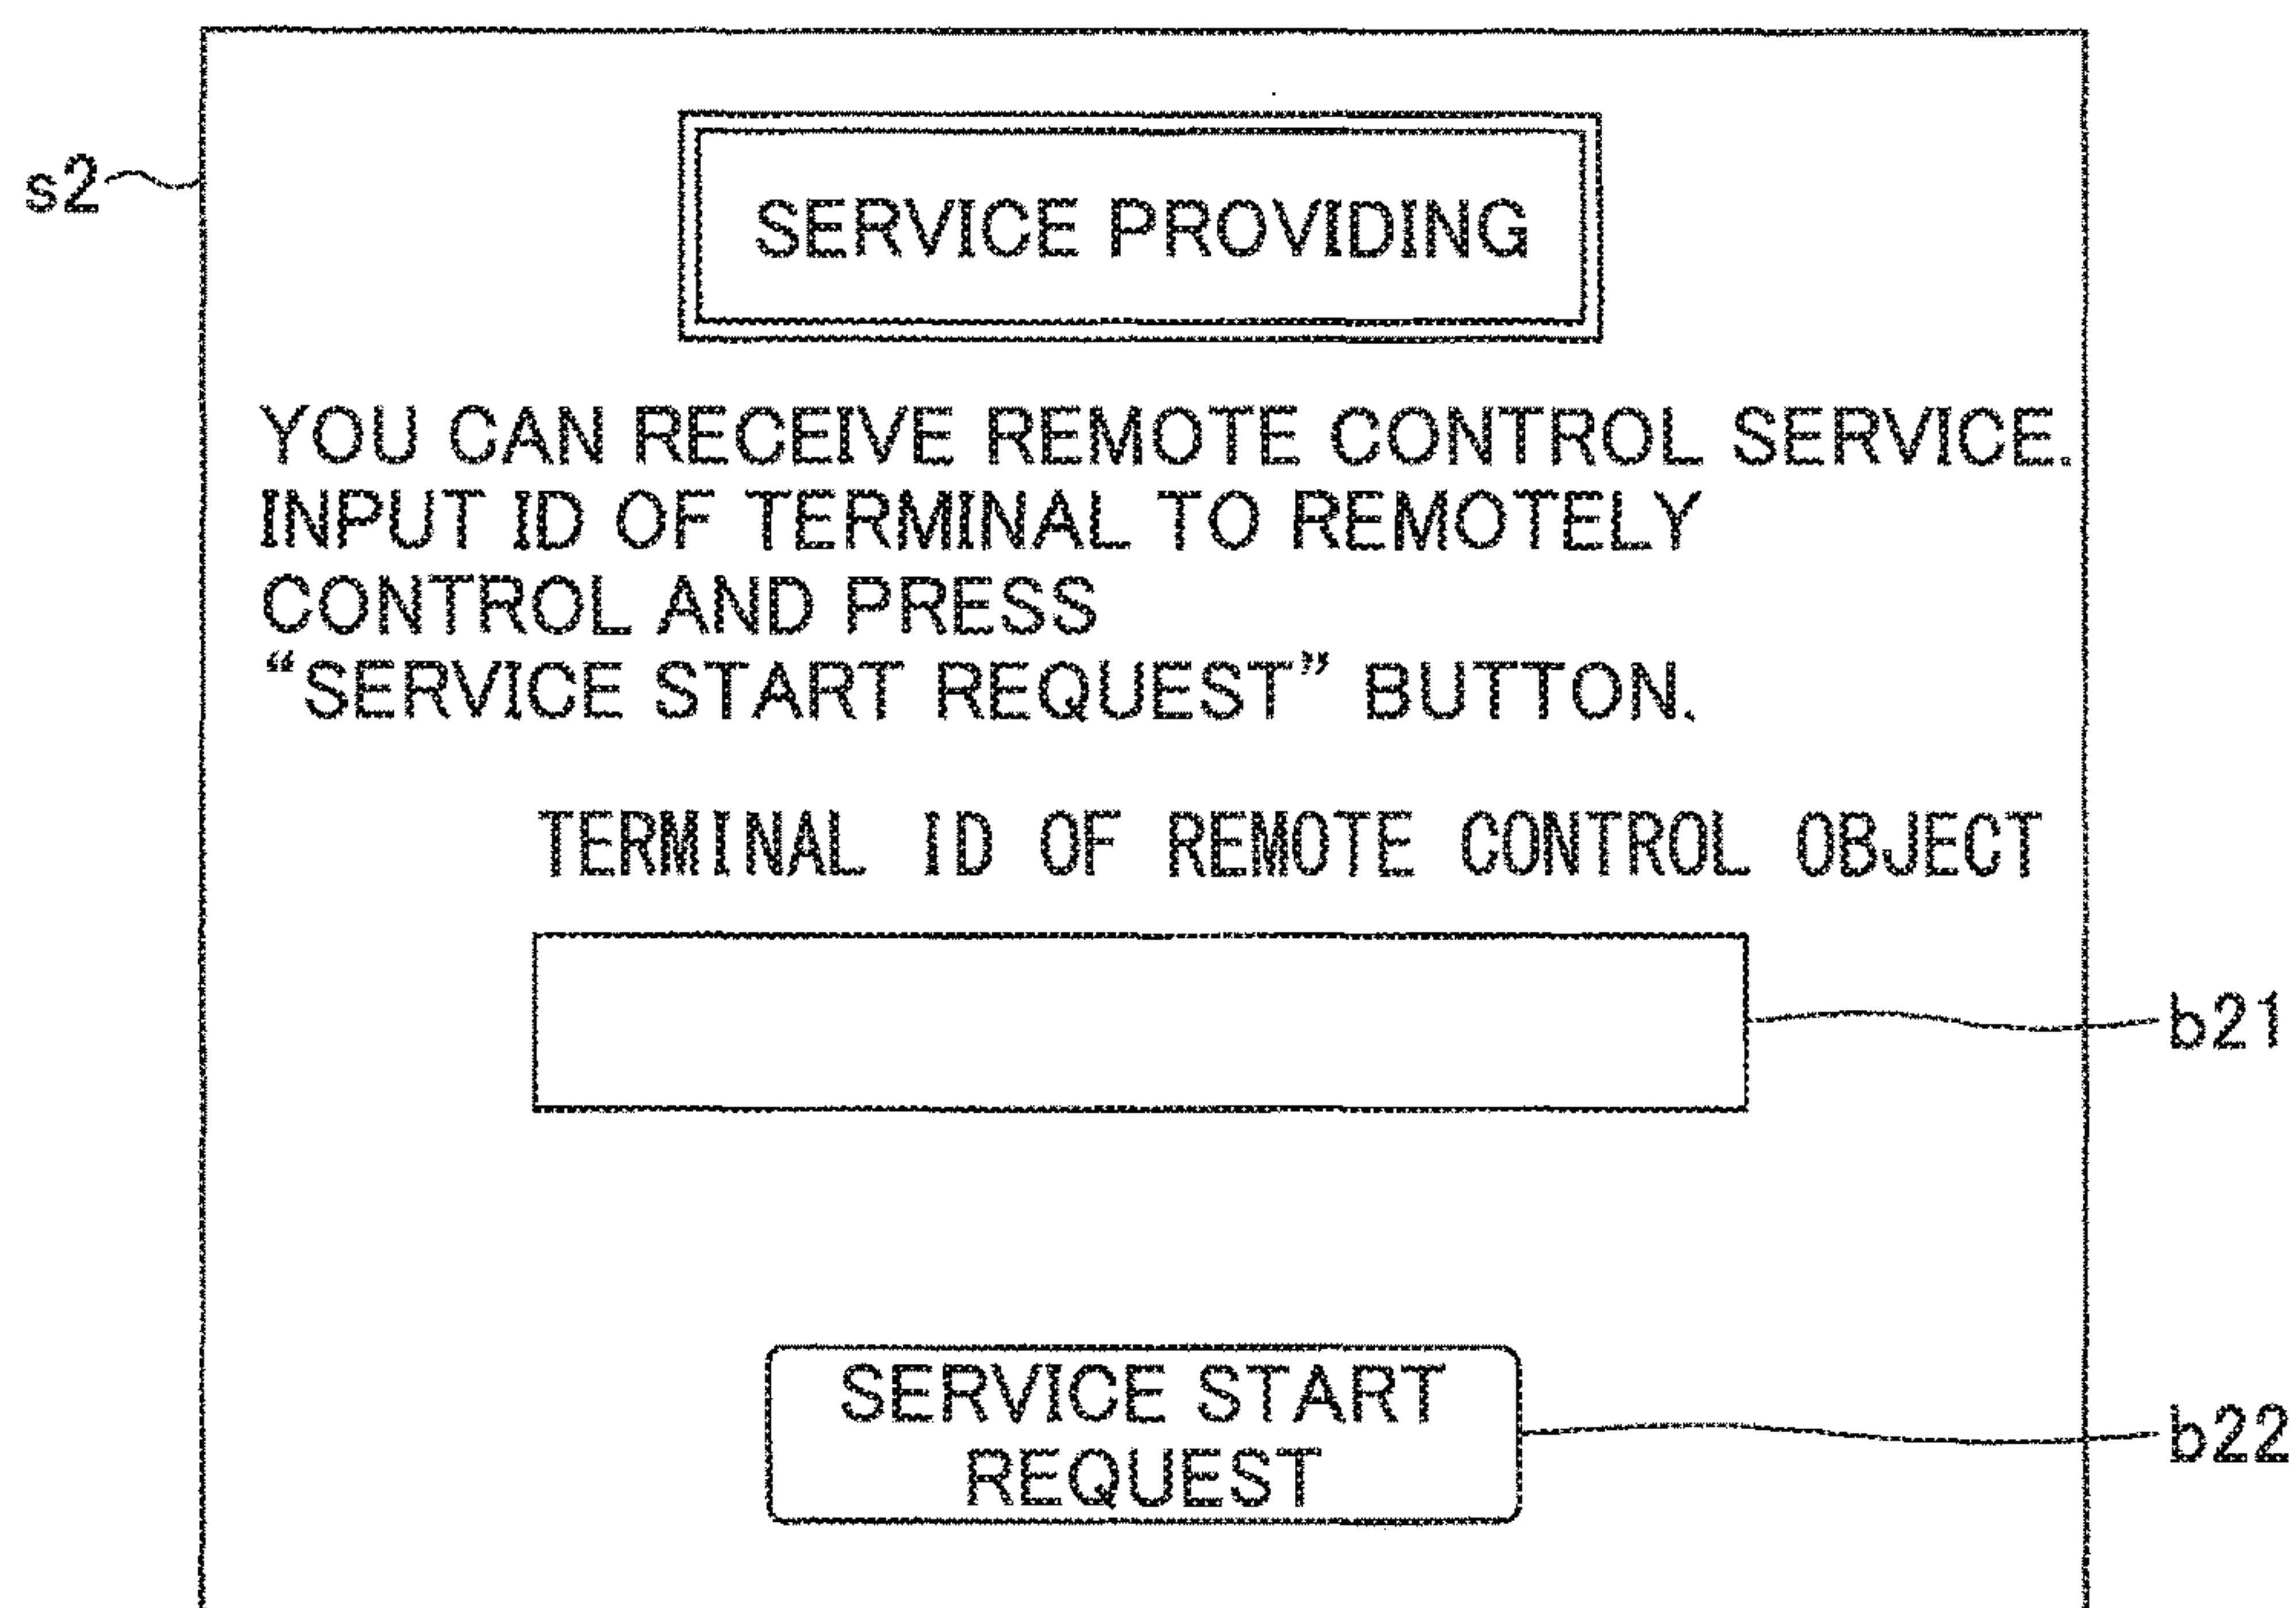 s2
SERVICE PROVIDING
YOU CAN RECEIVE REMOTE CONTROL SERVICE.
INPUT ID OF TERMINAL TO REMOTELY
CONTROL AND PRESS
“SERVICE START REQUEST” BUTTON.
TERMINAL ID OF REMOTE CONTROL OBJECT
b21
SERVICE START
REQUEST
b22